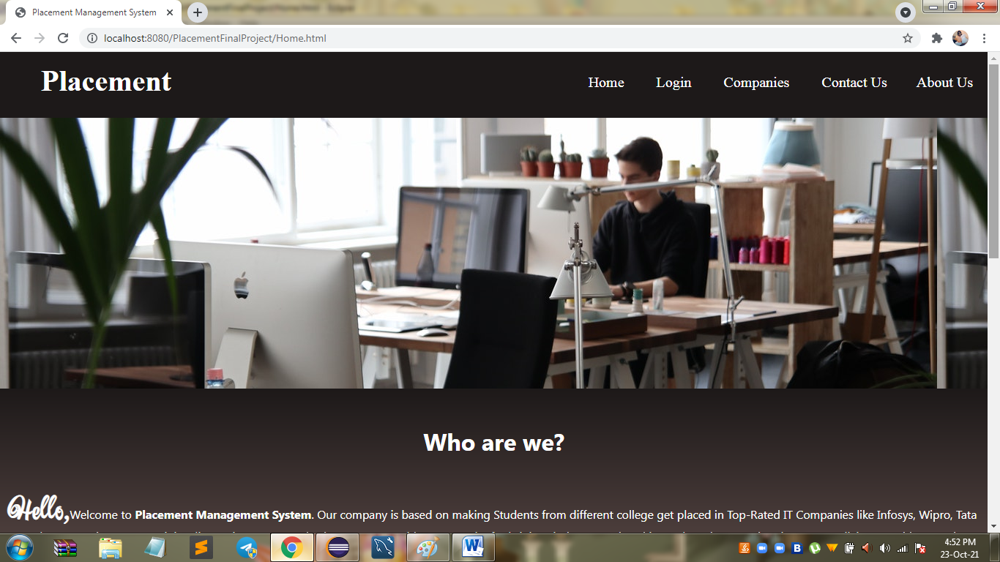 Placement Management System
localhost:8080/PlacementFinalProject/Home.html
Placement
Home Login Companies Contact Us About Us
Who are we?
Hello, Welcome to Placement Management System. Our company is based on making Students from different college get placed in Top-Rated IT Companies like Infosys, Wipro, Tata
4:52 PM
23-Oct-21